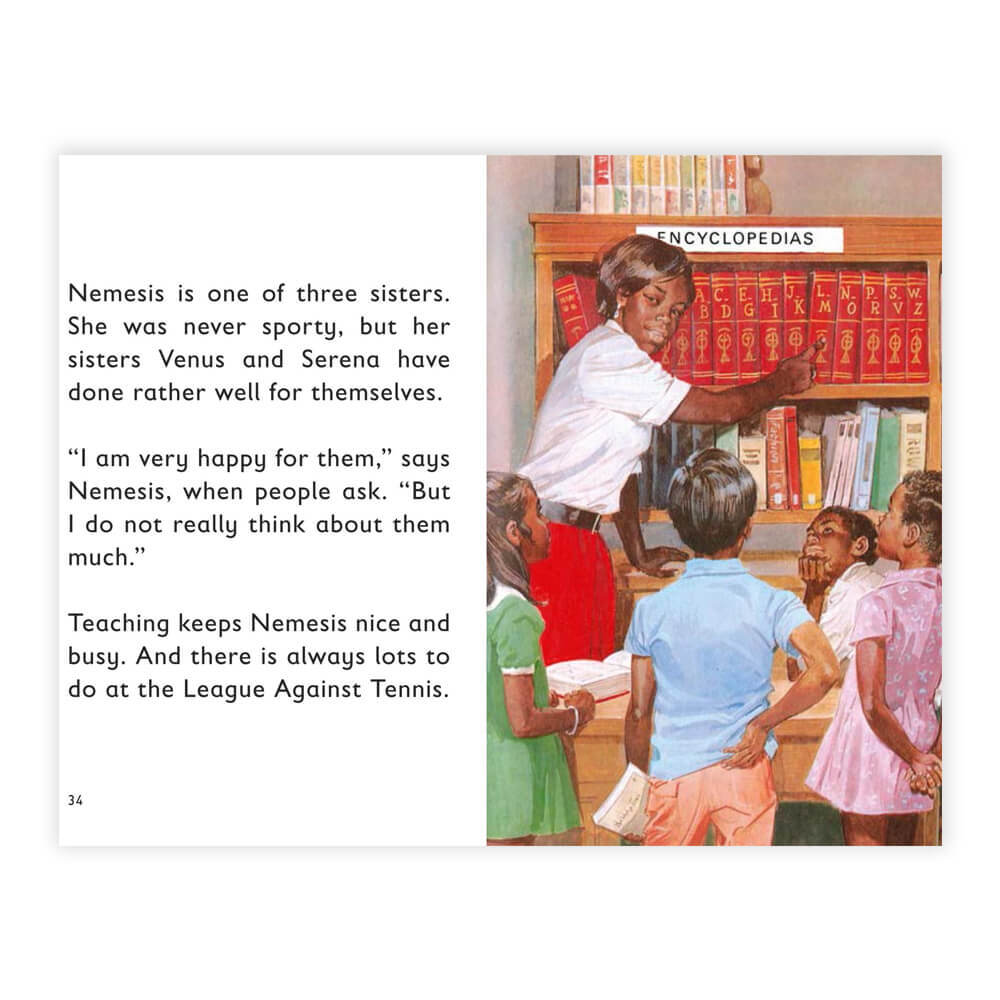 Nemesis is one of three sisters.
She was never sporty, but her
sisters Venus and Serena have
done rather well for themselves.
“I am very happy for them,” says
Nemesis, when people ask. “But
I do not really think about them
much.”
Teaching keeps Nemesis nice and
busy. And there is always lots to
do at the League Against Tennis.
34
ENCYCLOPEDIAS
C. D
E. G
H. I
J. K
L. M
N. O
P. R
S. V
W. Z
Fashion